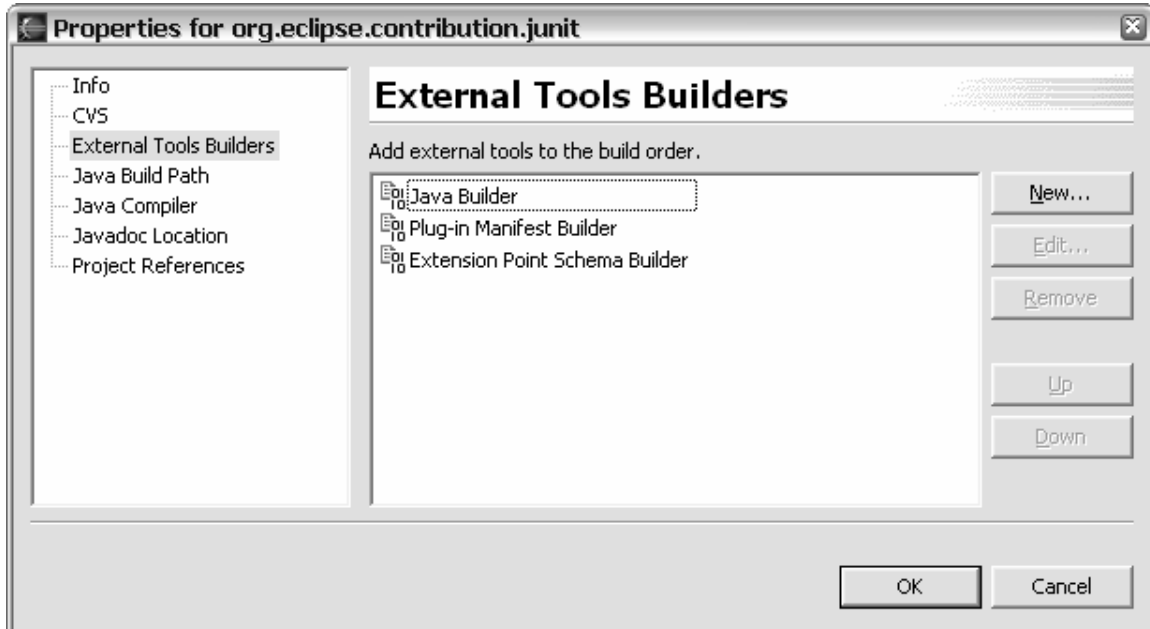 Properties for org.eclipse.contribution.junit
Info
CVS
External Tools Builders
Java Build Path
Java Compiler
Javadoc Location
Project References
External Tools Builders
Add external tools to the build order.
Java Builder
Plug-in Manifest Builder
Extension Point Schema Builder
New...
Edit...
Remove
Up
Down
OK
Cancel